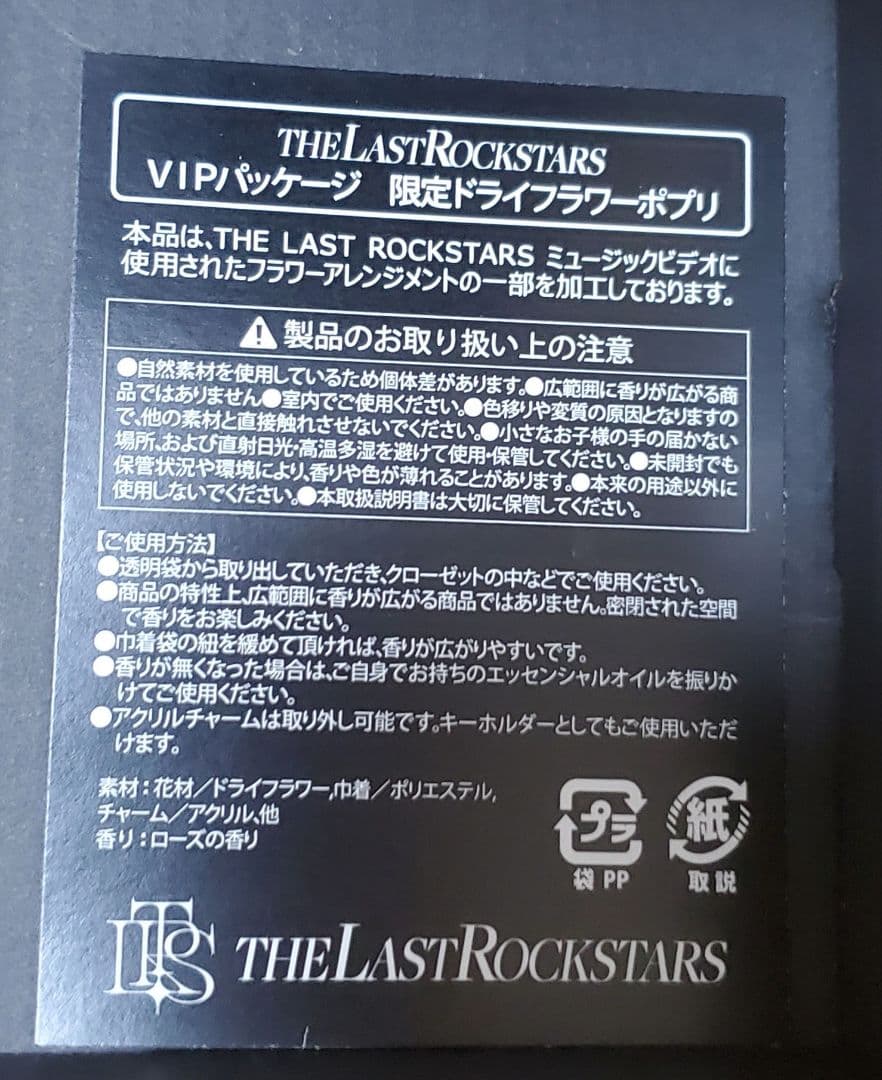 THE LAST ROCKSTARS
VIPパッケージ 限定ドライフラワーポプリ
本品は、THE LAST ROCKSTARS ミュージックビデオに
使用されたフラワーアレンジメントの一部を加工しております。
製品のお取り扱い上の注意
●自然素材を使用しているため個体差があります。●広範囲に香りが広がる商
品ではありません●室内でご使用ください。●色移りや変質の原因となりますの
で、他の素材と直接触れさせないでください。●小さなお子様の手の届かない
場所、および直射日光・高温多湿を避けて使用・保管してください。●未開封でも
保管状況や環境により、香りや色が薄れることがあります。●本来の用途以外に
使用しないでください。●本取扱説明書は大切に保管してください。
【ご使用方法】
●透明袋から取り出していただき、クローゼットの中などでご使用ください。
●商品の特性上、広範囲に香りが広がる商品ではありません。密閉された空間
で香りをお楽しみください。
●巾着袋の紐を緩めて頂ければ、香りが広がりやすいです。
●香りが無くなった場合は、ご自身でお持ちのエッセンシャルオイルを振りか
けてご使用ください。
●アクリルチャームは取り外し可能です。キーホルダーとしてもご使用いただ
けます。
素材：花材／ドライフラワー,巾着／ポリエステル,
チャーム／アクリル,他
香り：ローズの香り
プラ 紙
袋 PP 取説
TLRS THE LAST ROCKSTARS